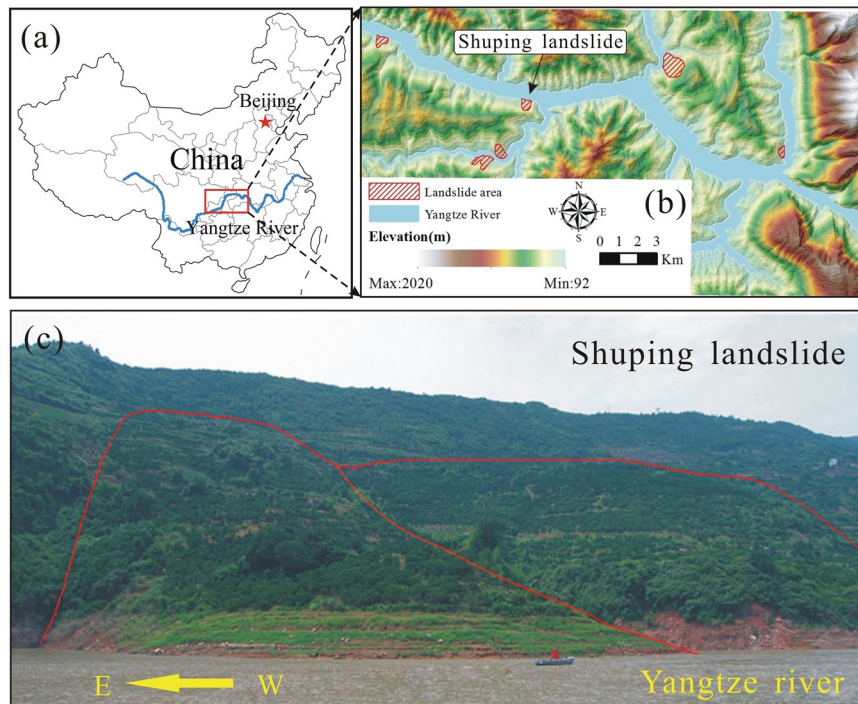 (a)
Beijing
China
Yangtze River
Shuping landslide
Landslide area
Yangtze River
Elevation(m)
Max:2020
Min:92
N
W
E
S
0 1 2 3
Km
(b)
(c)
Shuping landslide
E
W
Yangtze river